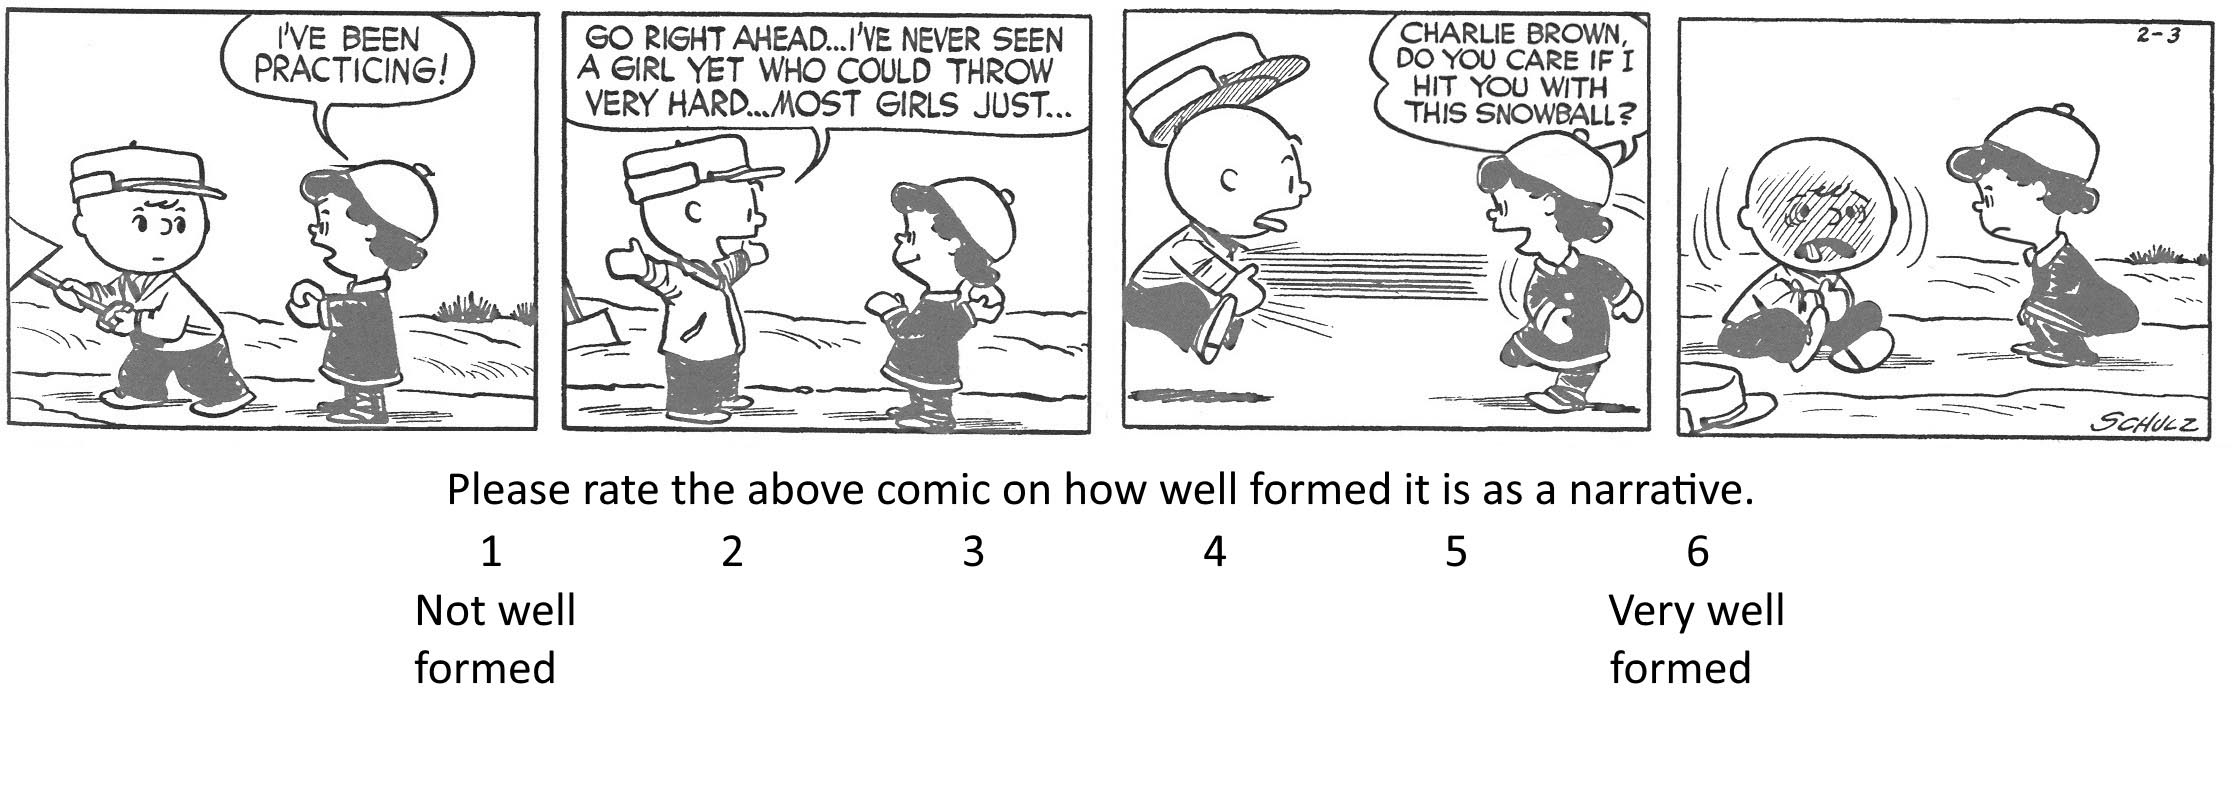 I'VE BEEN
PRACTICING!
GO RIGHT AHEAD...I'VE NEVER SEEN
A GIRL YET WHO COULD THROW
VERY HARD...MOST GIRLS JUST...
CHARLIE BROWN,
DO YOU CARE IF I
HIT YOU WITH
THIS SNOWBALL?
2-3
SCHULZ
Please rate the above comic on how well formed it is as a narrative.
1 2 3 4 5 6
Not well formed
Very well formed